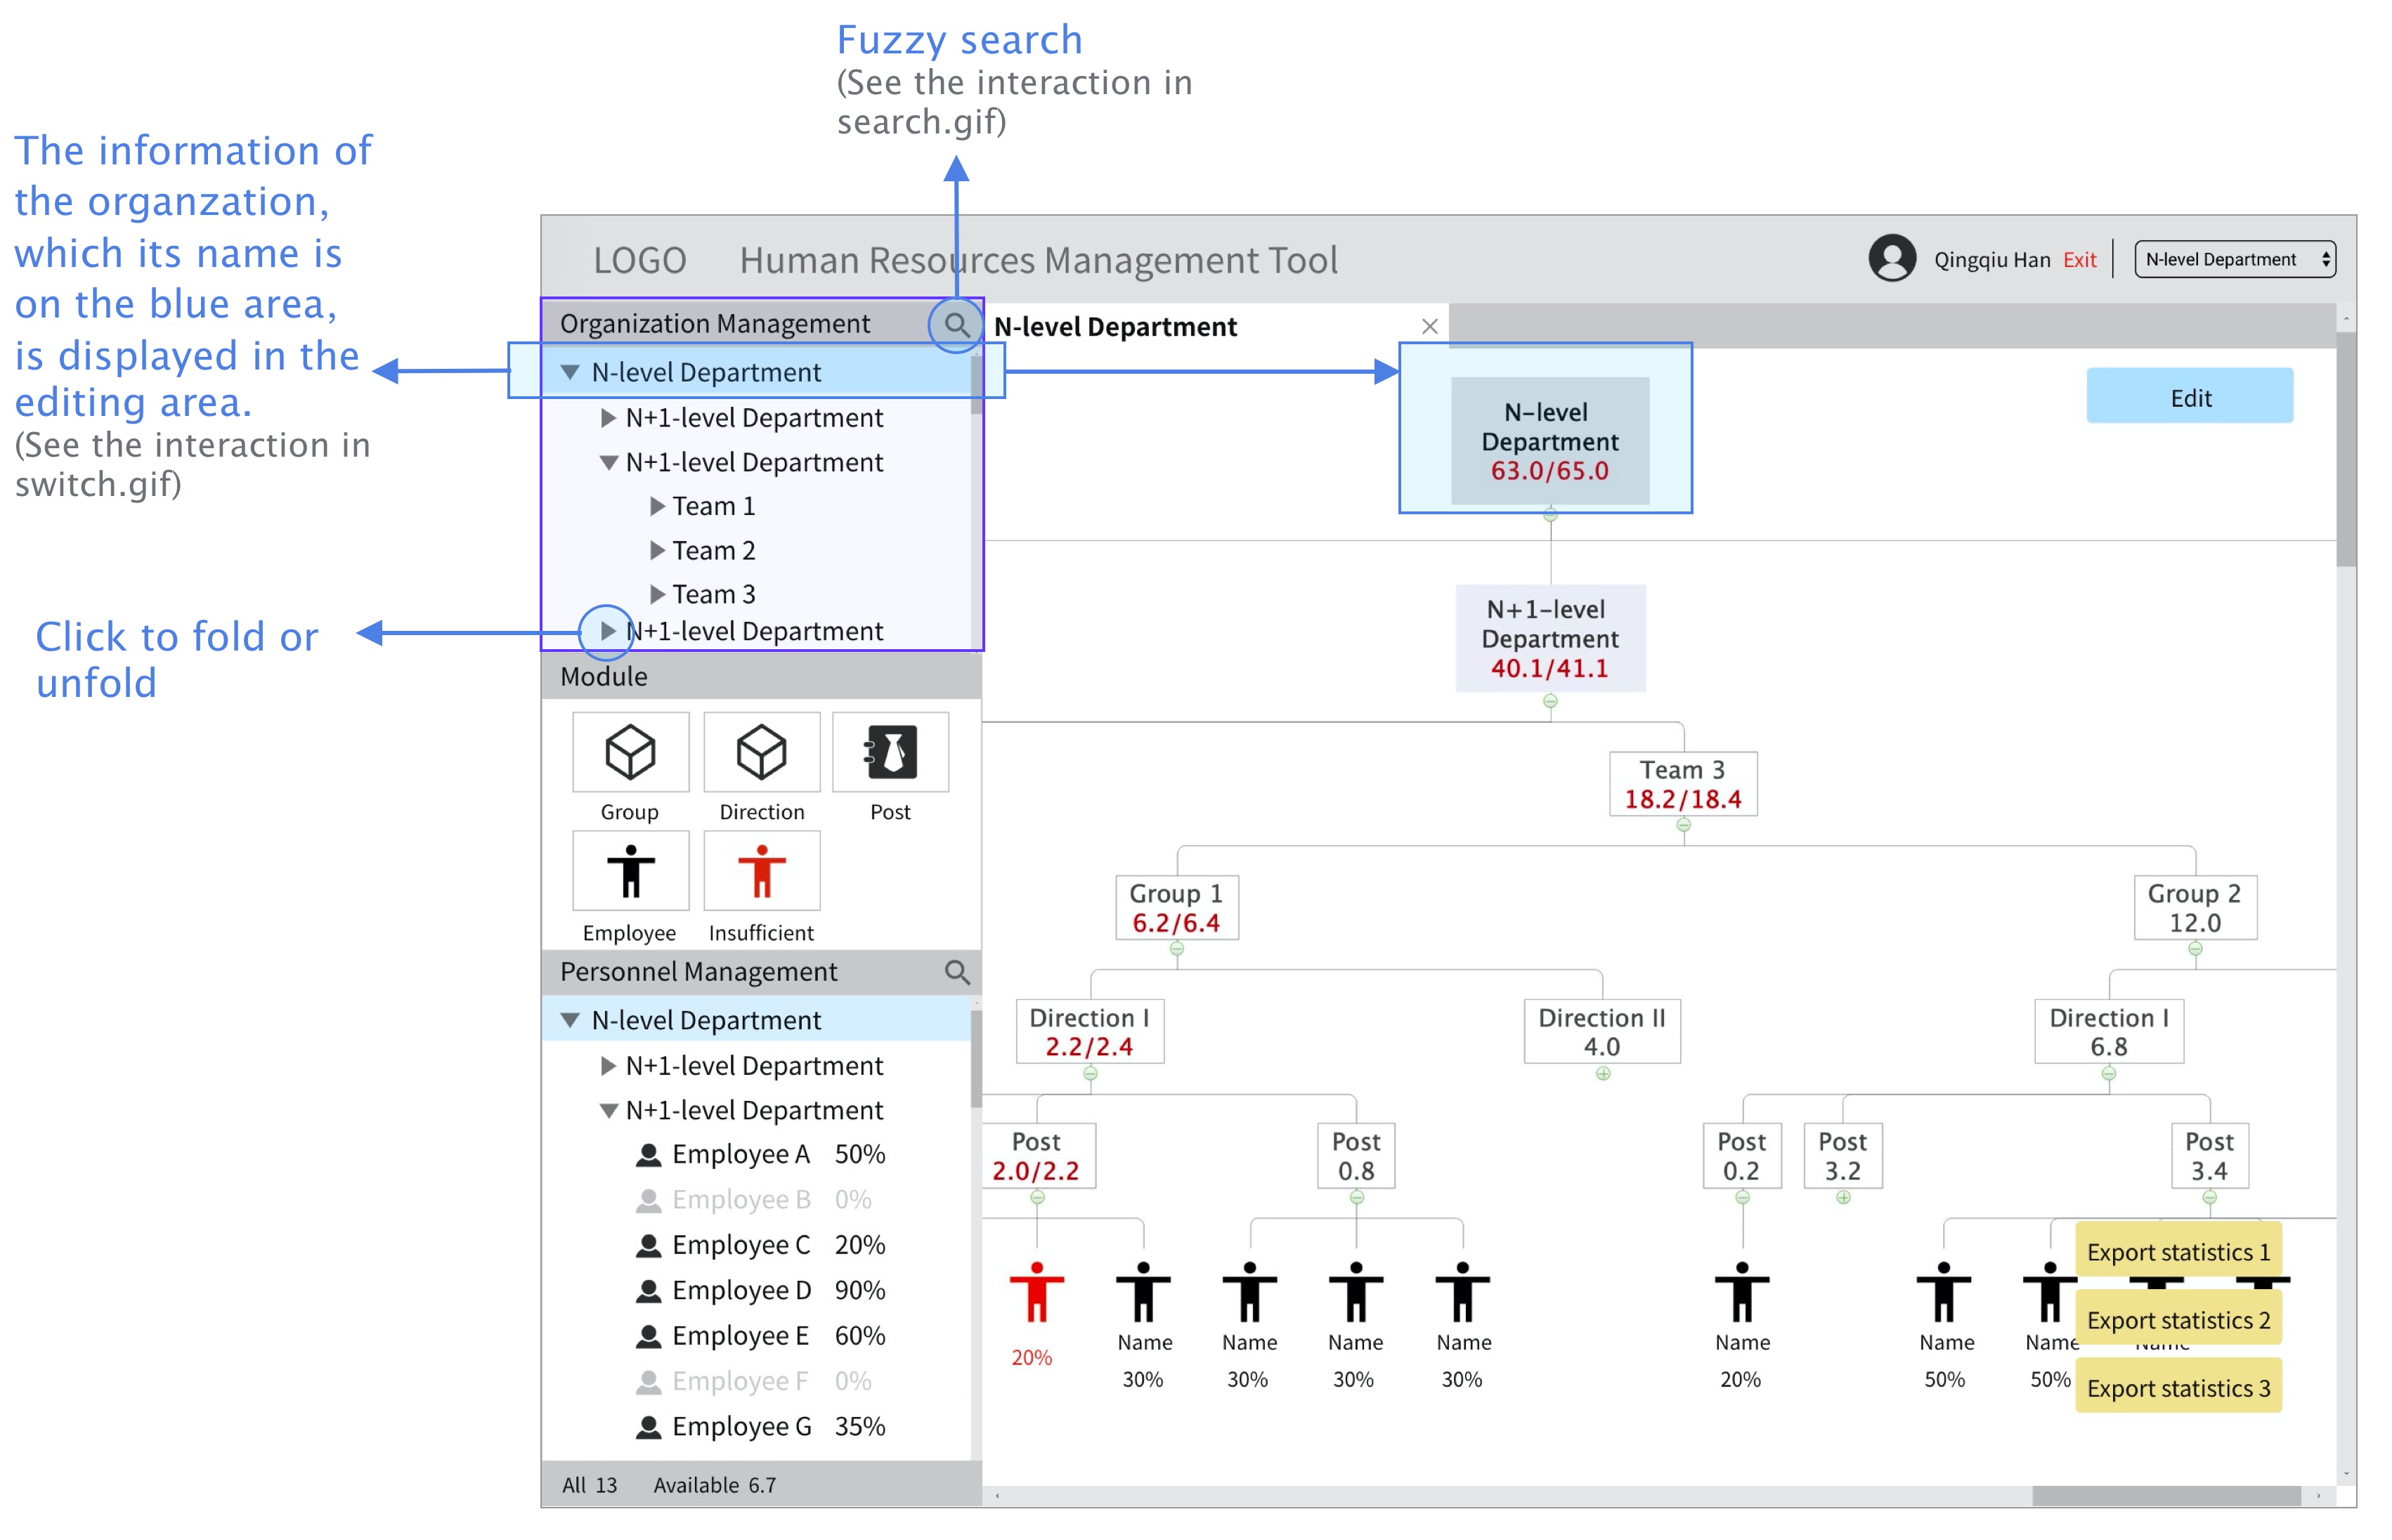 Fuzzy search
(See the interaction in
search.gif)
The information of
the organzation,
which its name is
on the blue area,
is displayed in the
editing area.
(See the interaction in
switch.gif)
Click to fold or
unfold
LOGO Human Resources Management Tool
Qingqiu Han Exit N-level Department
Organization Management
N-level Department
N+1-level Department
N+1-level Department
Team 1
Team 2
Team 3
N+1-level Department
Module
Group Direction Post
Employee Insufficient
Personnel Management
N-level Department
N+1-level Department
N+1-level Department
Employee A 50%
Employee B 0%
Employee C 20%
Employee D 90%
Employee E 60%
Employee F 0%
Employee G 35%
All 13 Available 6.7
N-level Department
Edit
N-level
Department
63.0/65.0
N+1-level
Department
40.1/41.1
Team 3
18.2/18.4
Group 1
6.2/6.4
Group 2
12.0
Direction I
2.2/2.4
Direction II
4.0
Direction I
6.8
Post
2.0/2.2
Post
0.8
Post
0.2
Post
3.2
Post
3.4
Name Name Name Name Name Name Name
20% 30% 30% 30% 30% 20% 50% 50%
Export statistics 1
Export statistics 2
Export statistics 3